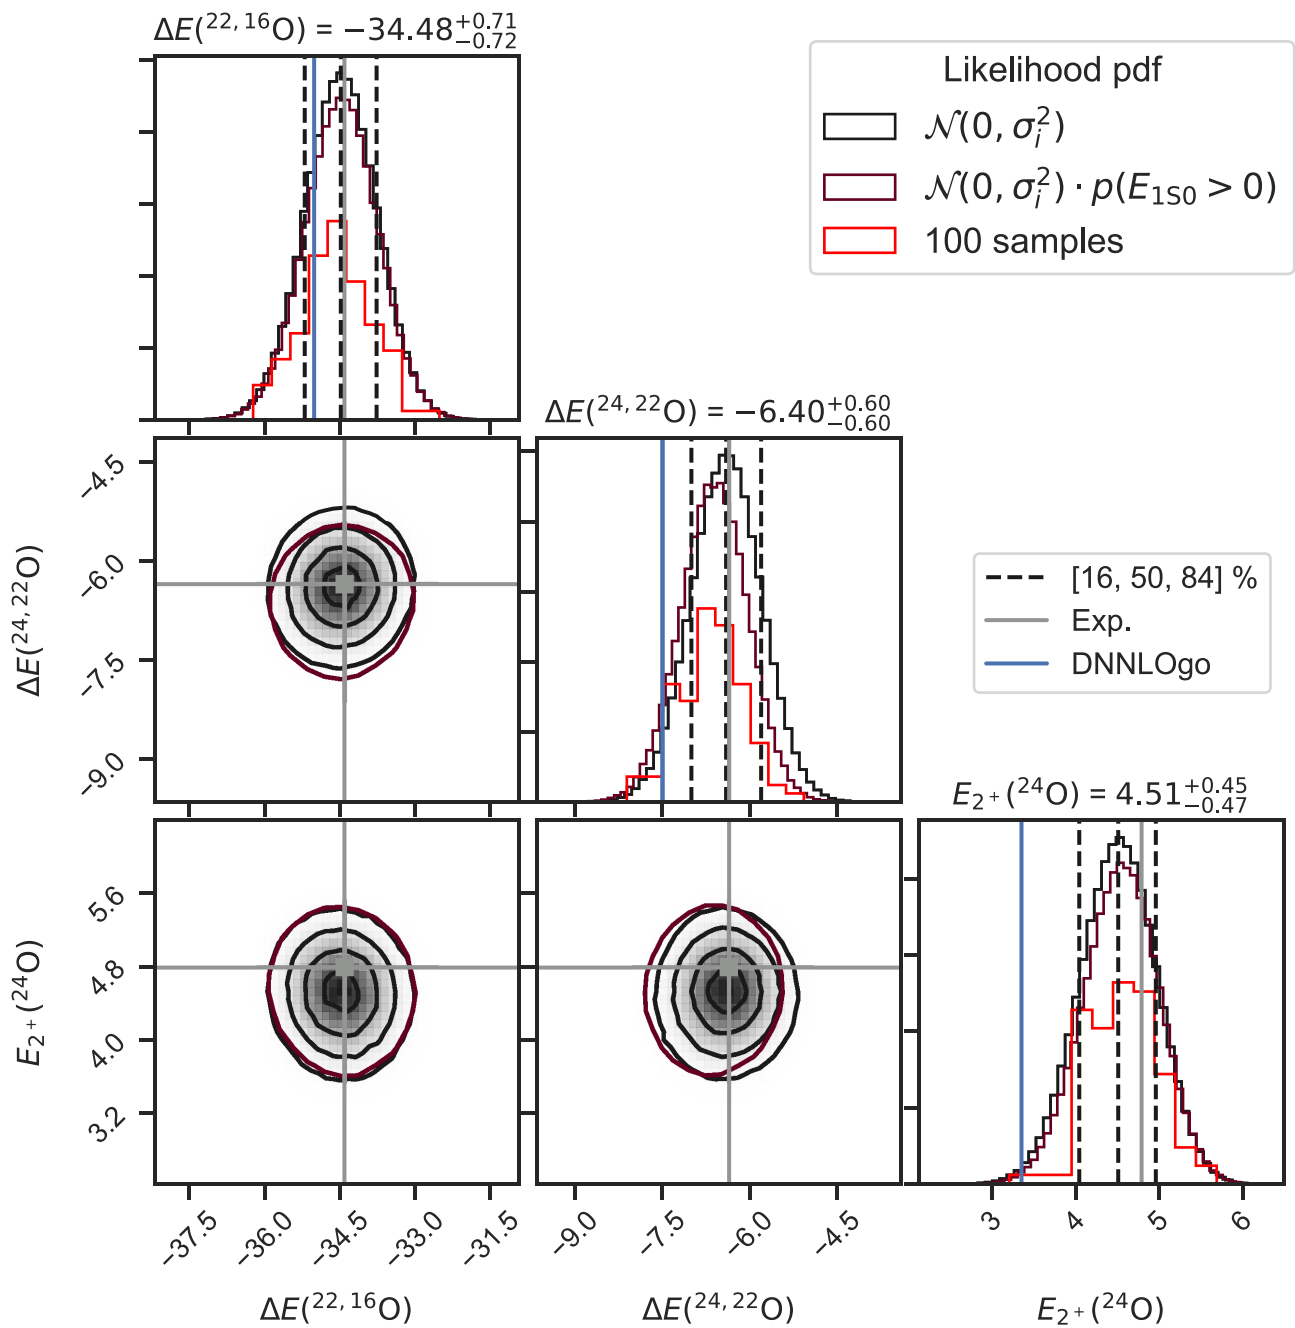 ΔE(²²,¹⁶O) = −34.48 +0.71 −0.72
Likelihood pdf
𝒩(0, σᵢ²)
𝒩(0, σᵢ²) · p(E₁S₀ > 0)
100 samples
ΔE(²⁴,²²O) = −6.40 +0.60 −0.60
−4.5
−6.0
−7.5
−9.0
ΔE(²⁴,²²O)
[16, 50, 84] %
Exp.
DNNLOgo
E₂₊(²⁴O) = 4.51 +0.45 −0.47
5.6
4.8
4.0
3.2
E₂₊(²⁴O)
−37.5 −36.0 −34.5 −33.0 −31.5
−9.0 −7.5 −6.0 −4.5
3 4 5 6
ΔE(²²,¹⁶O)
ΔE(²⁴,²²O)
E₂₊(²⁴O)